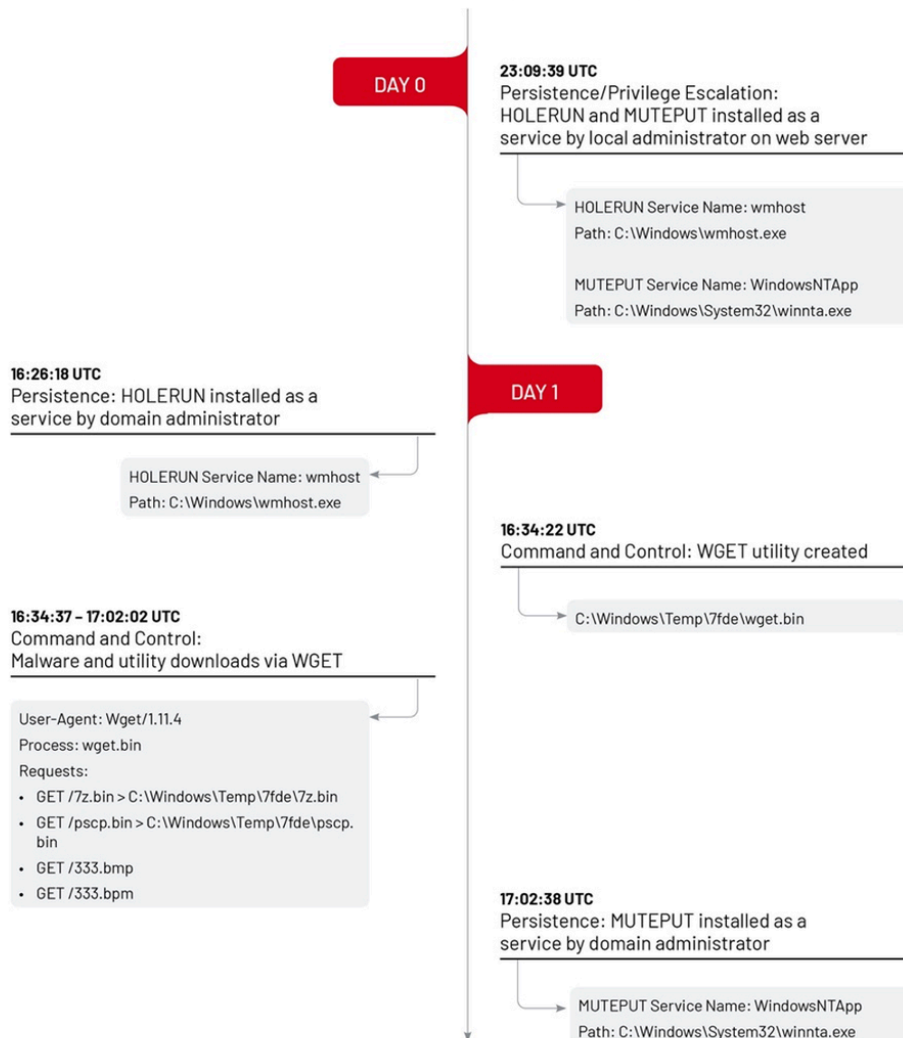 DAY 0
23:09:39 UTC
Persistence/Privilege Escalation:
HOLERUN and MUTEPUT installed as a
service by local administrator on web server
HOLERUN Service Name: wmhost
Path: C:\Windows\wmhost.exe
MUTEPUT Service Name: WindowsNTApp
Path: C:\Windows\System32\winnta.exe
DAY 1
16:26:18 UTC
Persistence: HOLERUN installed as a
service by domain administrator
HOLERUN Service Name: wmhost
Path: C:\Windows\wmhost.exe
16:34:22 UTC
Command and Control: WGET utility created
C:\Windows\Temp\7fde\wget.bin
16:34:37 – 17:02:02 UTC
Command and Control:
Malware and utility downloads via WGET
User-Agent: Wget/1.11.4
Process: wget.bin
Requests:
• GET /7z.bin > C:\Windows\Temp\7fde\7z.bin
• GET /pscp.bin > C:\Windows\Temp\7fde\pscp.
bin
• GET /333.bmp
• GET /333.bpm
17:02:38 UTC
Persistence: MUTEPUT installed as a
service by domain administrator
MUTEPUT Service Name: WindowsNTApp
Path: C:\Windows\System32\winnta.exe